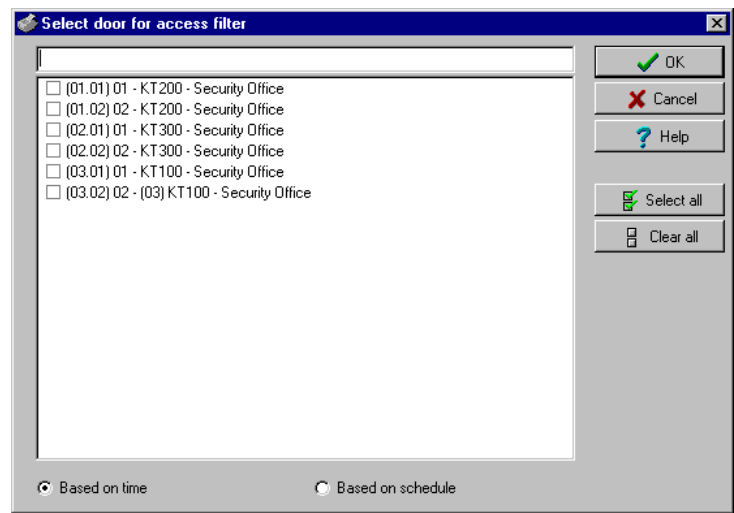 Select door for access filter
(01.01) 01 - KT200 - Security Office
(01.02) 02 - KT200 - Security Office
(02.01) 01 - KT300 - Security Office
(02.02) 02 - KT300 - Security Office
(03.01) 01 - KT100 - Security Office
(03.02) 02 - (03) KT100 - Security Office
OK
Cancel
Help
Select all
Clear all
Based on time
Based on schedule